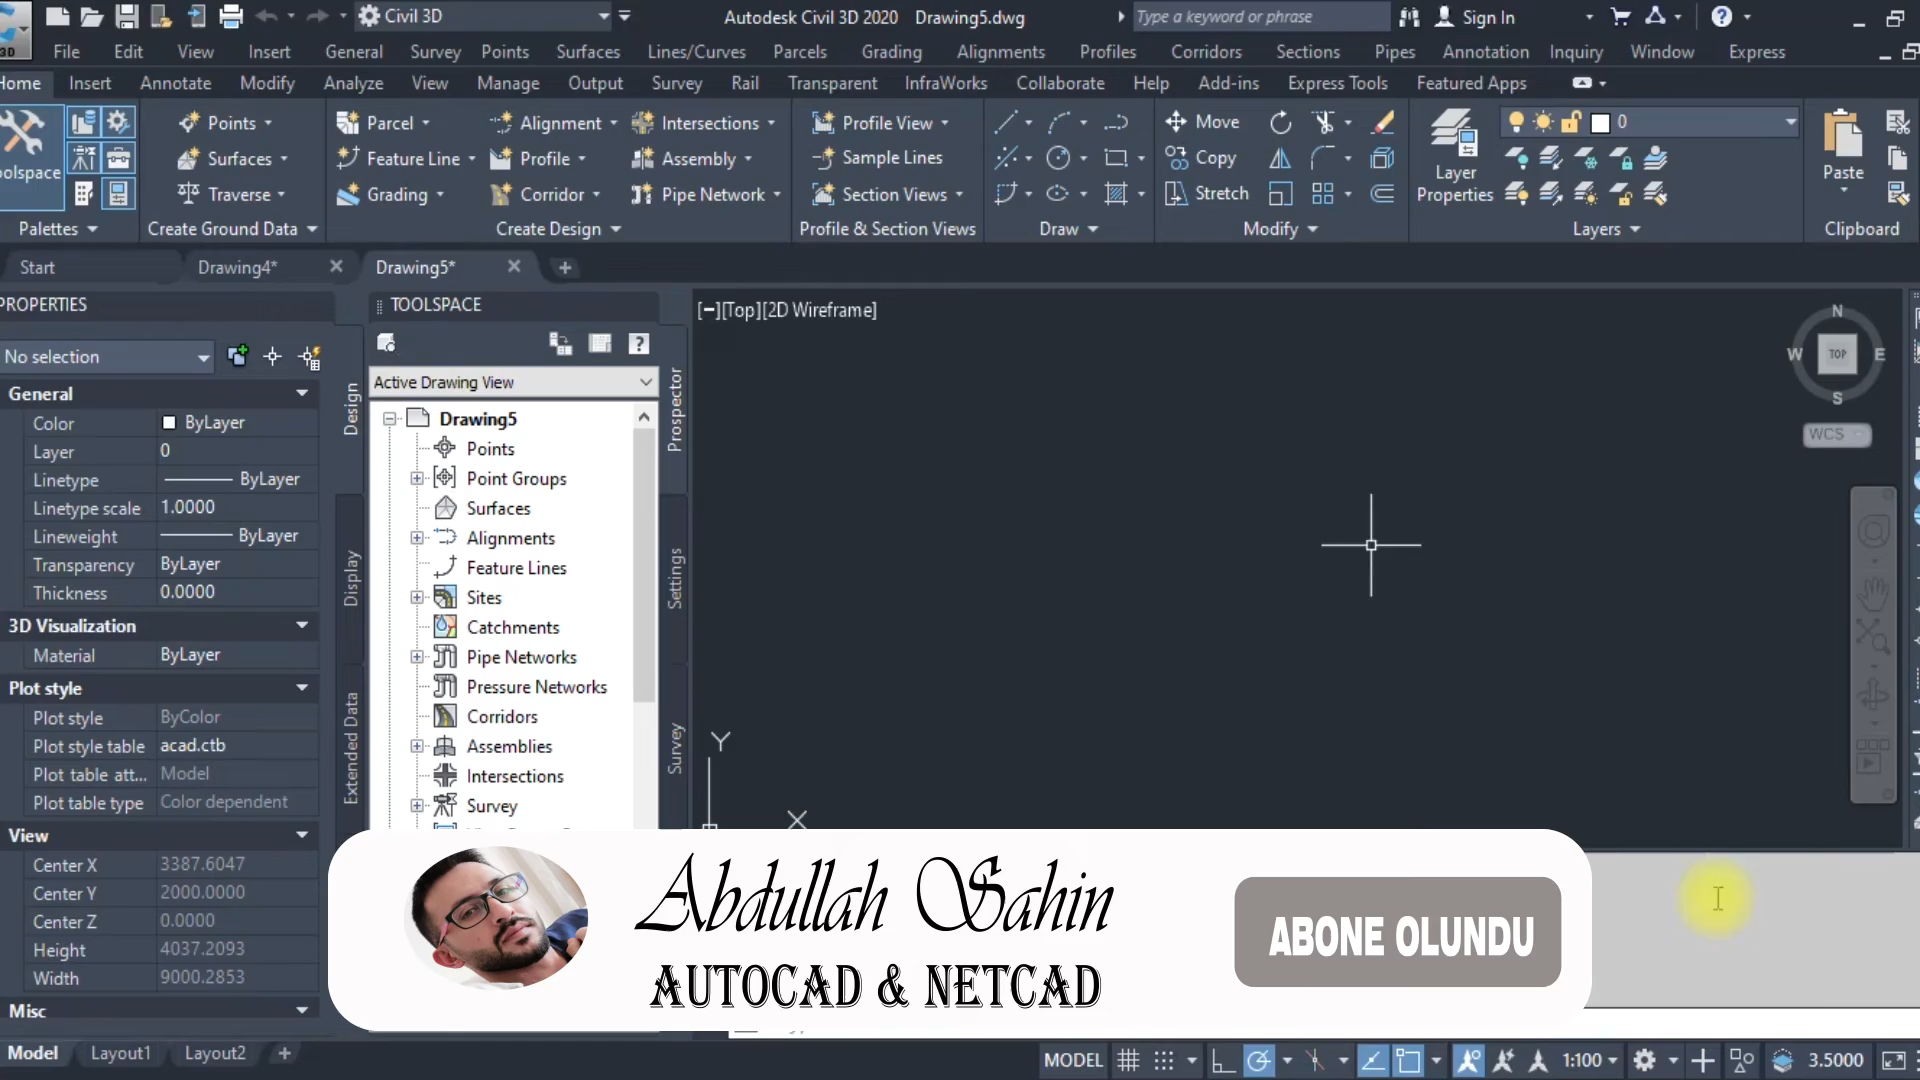 3D
Civil 3D
Autodesk Civil 3D 2020 Drawing5.dwg
Type a keyword or phrase
Sign In
File Edit View Insert General Survey Points Surfaces Lines/Curves Parcels Grading Alignments Profiles Corridors Sections Pipes Annotation Inquiry Window Express
Home Insert Annotate Modify Analyze View Manage Output Survey Rail Transparent InfraWorks Collaborate Help Add-ins Express Tools Featured Apps
Points Parcel Alignment Intersections Profile View Move 0
Surfaces Feature Line Profile Assembly Sample Lines Copy
oolspace Layer Paste
Traverse Grading Corridor Pipe Network Section Views Stretch Properties
Palettes Create Ground Data Create Design Profile & Section Views Draw Modify Layers Clipboard
Start Drawing4* Drawing5*
PROPERTIES
TOOLSPACE
[−][Top][2D Wireframe]
No selection
Active Drawing View
General
Color ByLayer
Layer 0
Linetype ByLayer
Linetype scale 1.0000
Lineweight ByLayer
Transparency ByLayer
Thickness 0.0000
3D Visualization
Material ByLayer
Plot style
Plot style ByColor
Plot style table acad.ctb
Plot table att... Model
Plot table type Color dependent
View
Center X 3387.6047
Center Y 2000.0000
Center Z 0.0000
Height 4037.2093
Width 9000.2853
Misc
Design
Display
Extended Data
Drawing5
Points
Point Groups
Surfaces
Alignments
Feature Lines
Sites
Catchments
Pipe Networks
Pressure Networks
Corridors
Assemblies
Intersections
Survey
Prospector
Settings
Survey
N
W TOP E
S
WCS
Y
X
Abdullah Sahin
AUTOCAD & NETCAD
ABONE OLUNDU
Model Layout1 Layout2
MODEL 1:100 3.5000